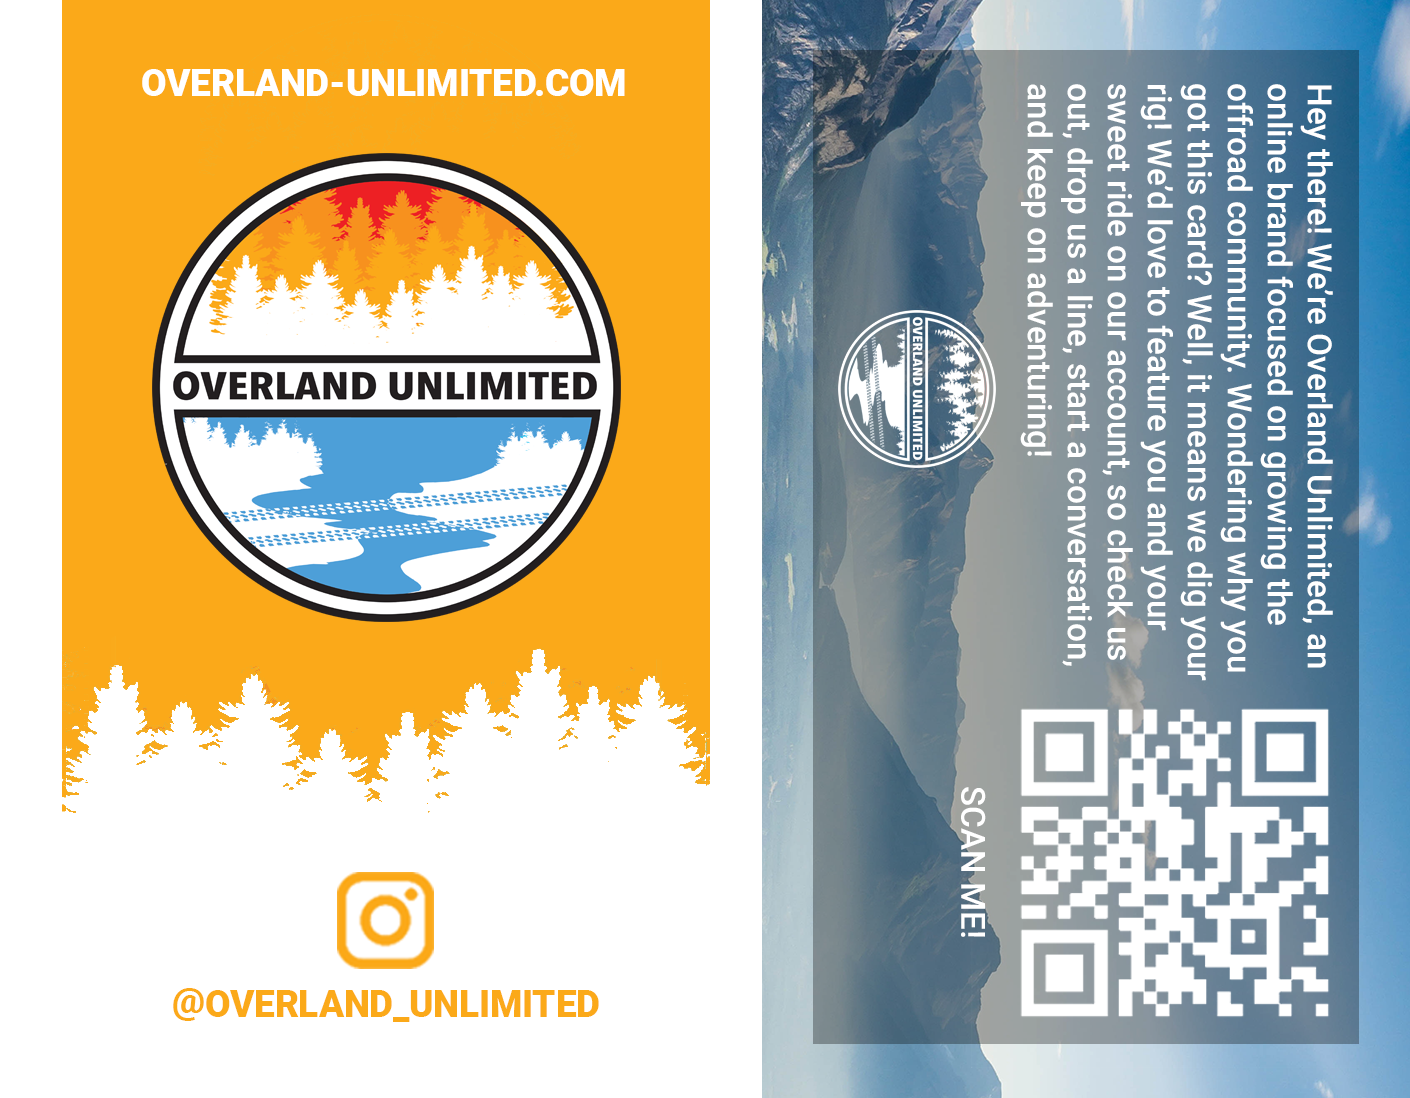 OVERLAND-UNLIMITED.COM
OVERLAND UNLIMITED
@OVERLAND_UNLIMITED
Hey there! We’re Overland Unlimited, an
online brand focused on growing the
offroad community. Wondering why you
got this card? Well, it means we dig your
rig! We’d love to feature you and your
sweet ride on our account, so check us
out, drop us a line, start a conversation,
and keep on adventuring!
SCAN ME!
OVERLAND UNLIMITED